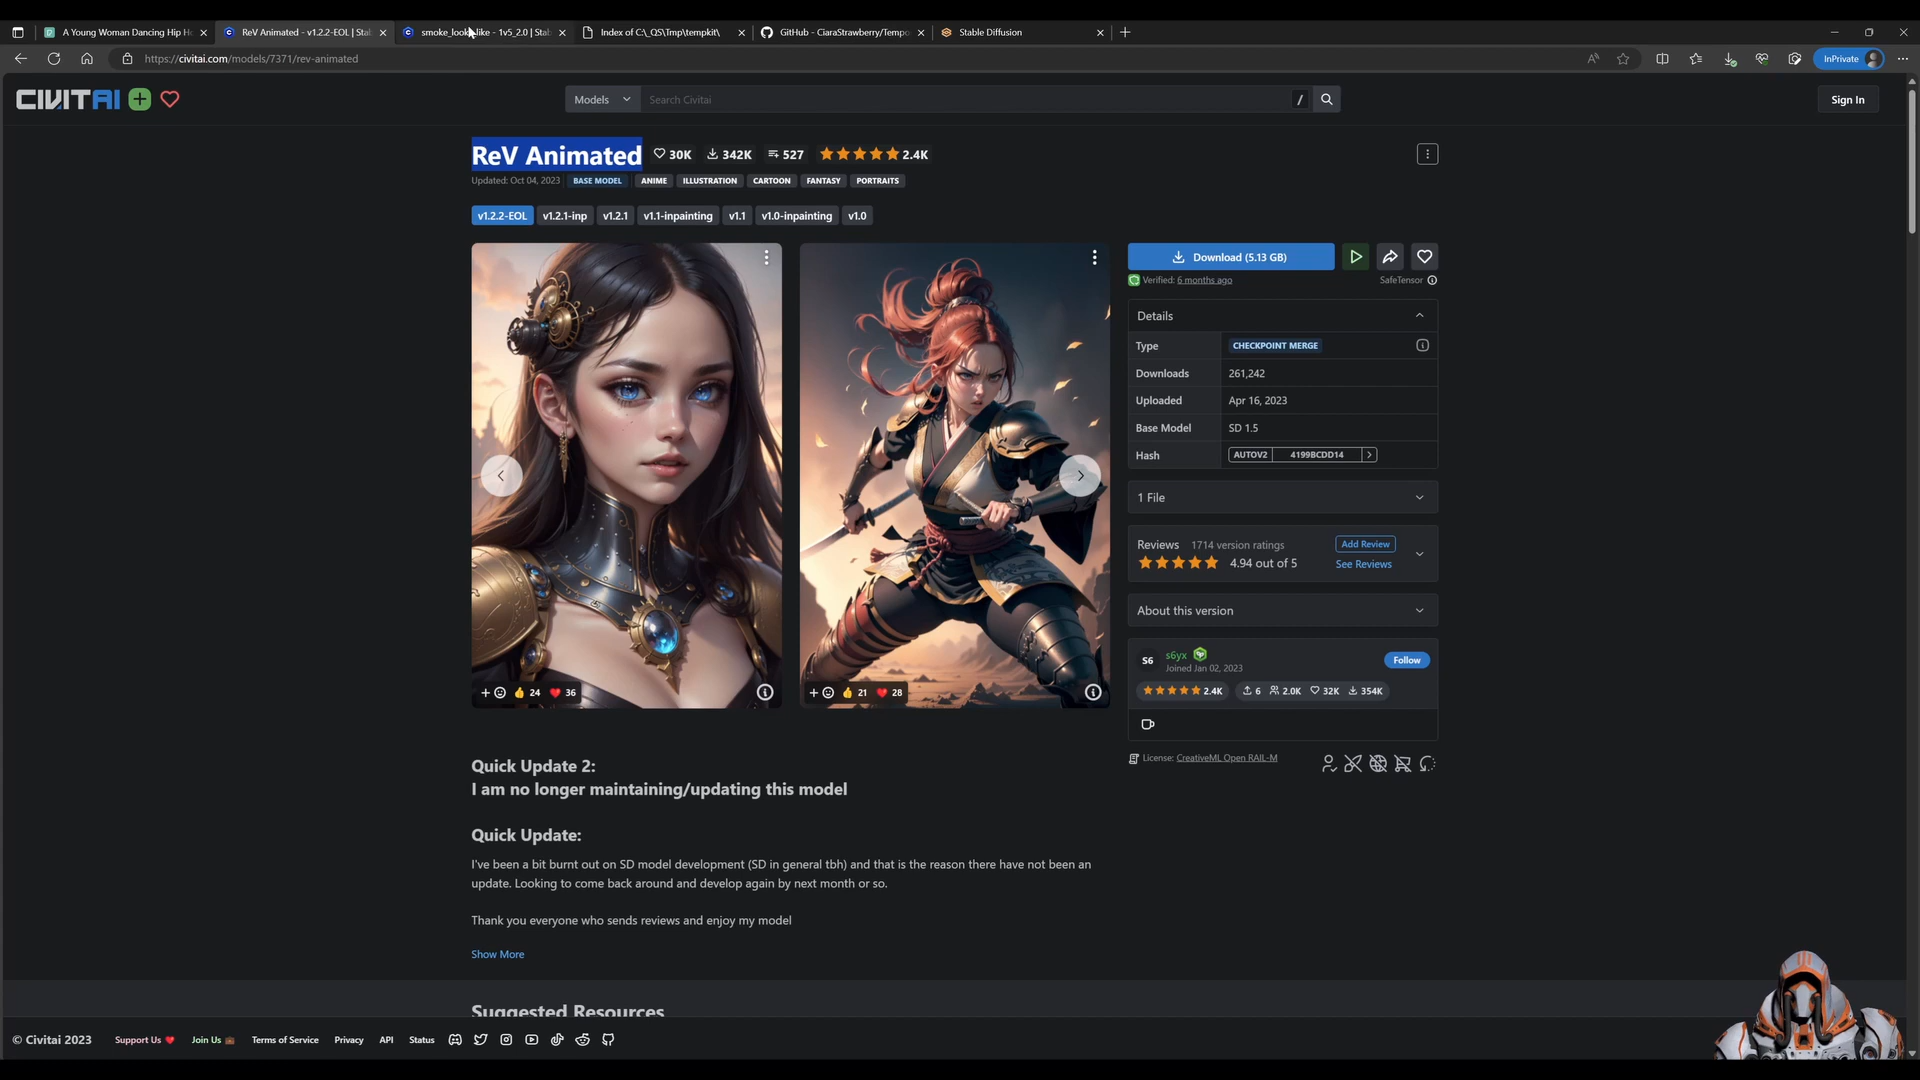 A Young Woman Dancing Hip H
ReV Animated - v1.2.2-EOL | Stab
smoke_lookalike - 1v5_2.0 | Stab
Index of C:\_QS\Tmp\tempkit\
GitHub - CiaraStrawberry/Tempo
Stable Diffusion
https://civitai.com/models/7371/rev-animated
InPrivate
CIVITAI
Models
Search Civitai
/
Sign In
ReV Animated
30K
342K
527
2.4K
Updated: Oct 04, 2023
BASE MODEL
ANIME
ILLUSTRATION
CARTOON
FANTASY
PORTRAITS
v1.2.2-EOL
v1.2.1-inp
v1.2.1
v1.1-inpainting
v1.1
v1.0-inpainting
v1.0
Download (5.13 GB)
Verified: 6 months ago
SafeTensor
Details
Type
CHECKPOINT MERGE
Downloads
261,242
Uploaded
Apr 16, 2023
Base Model
SD 1.5
Hash
AUTOV2
4199BCDD14
1 File
Reviews
1714 version ratings
Add Review
4.94 out of 5
See Reviews
About this version
S6
s6yx
Joined Jan 02, 2023
Follow
2.4K
6
2.0K
32K
354K
24
36
21
28
License: CreativeML Open RAIL-M
Quick Update 2:
I am no longer maintaining/updating this model
Quick Update:
I've been a bit burnt out on SD model development (SD in general tbh) and that is the reason there have not been an
update. Looking to come back around and develop again by next month or so.
Thank you everyone who sends reviews and enjoy my model
Show More
Suggested Resources
© Civitai 2023
Support Us
Join Us
Terms of Service
Privacy
API
Status